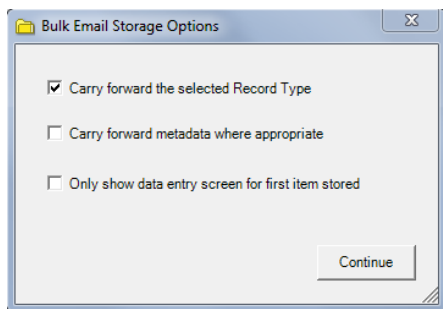 Bulk Email Storage Options
Carry forward the selected Record Type
Carry forward metadata where appropriate
Only show data entry screen for first item stored
Continue